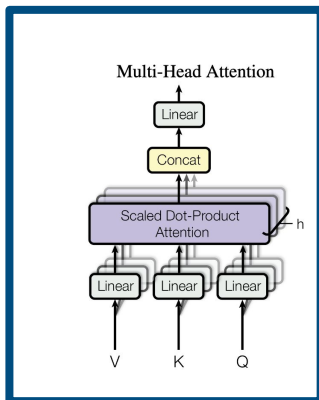 Multi-Head Attention
Linear
Concat
Scaled Dot-Product
Attention
h
Linear Linear Linear
V K Q